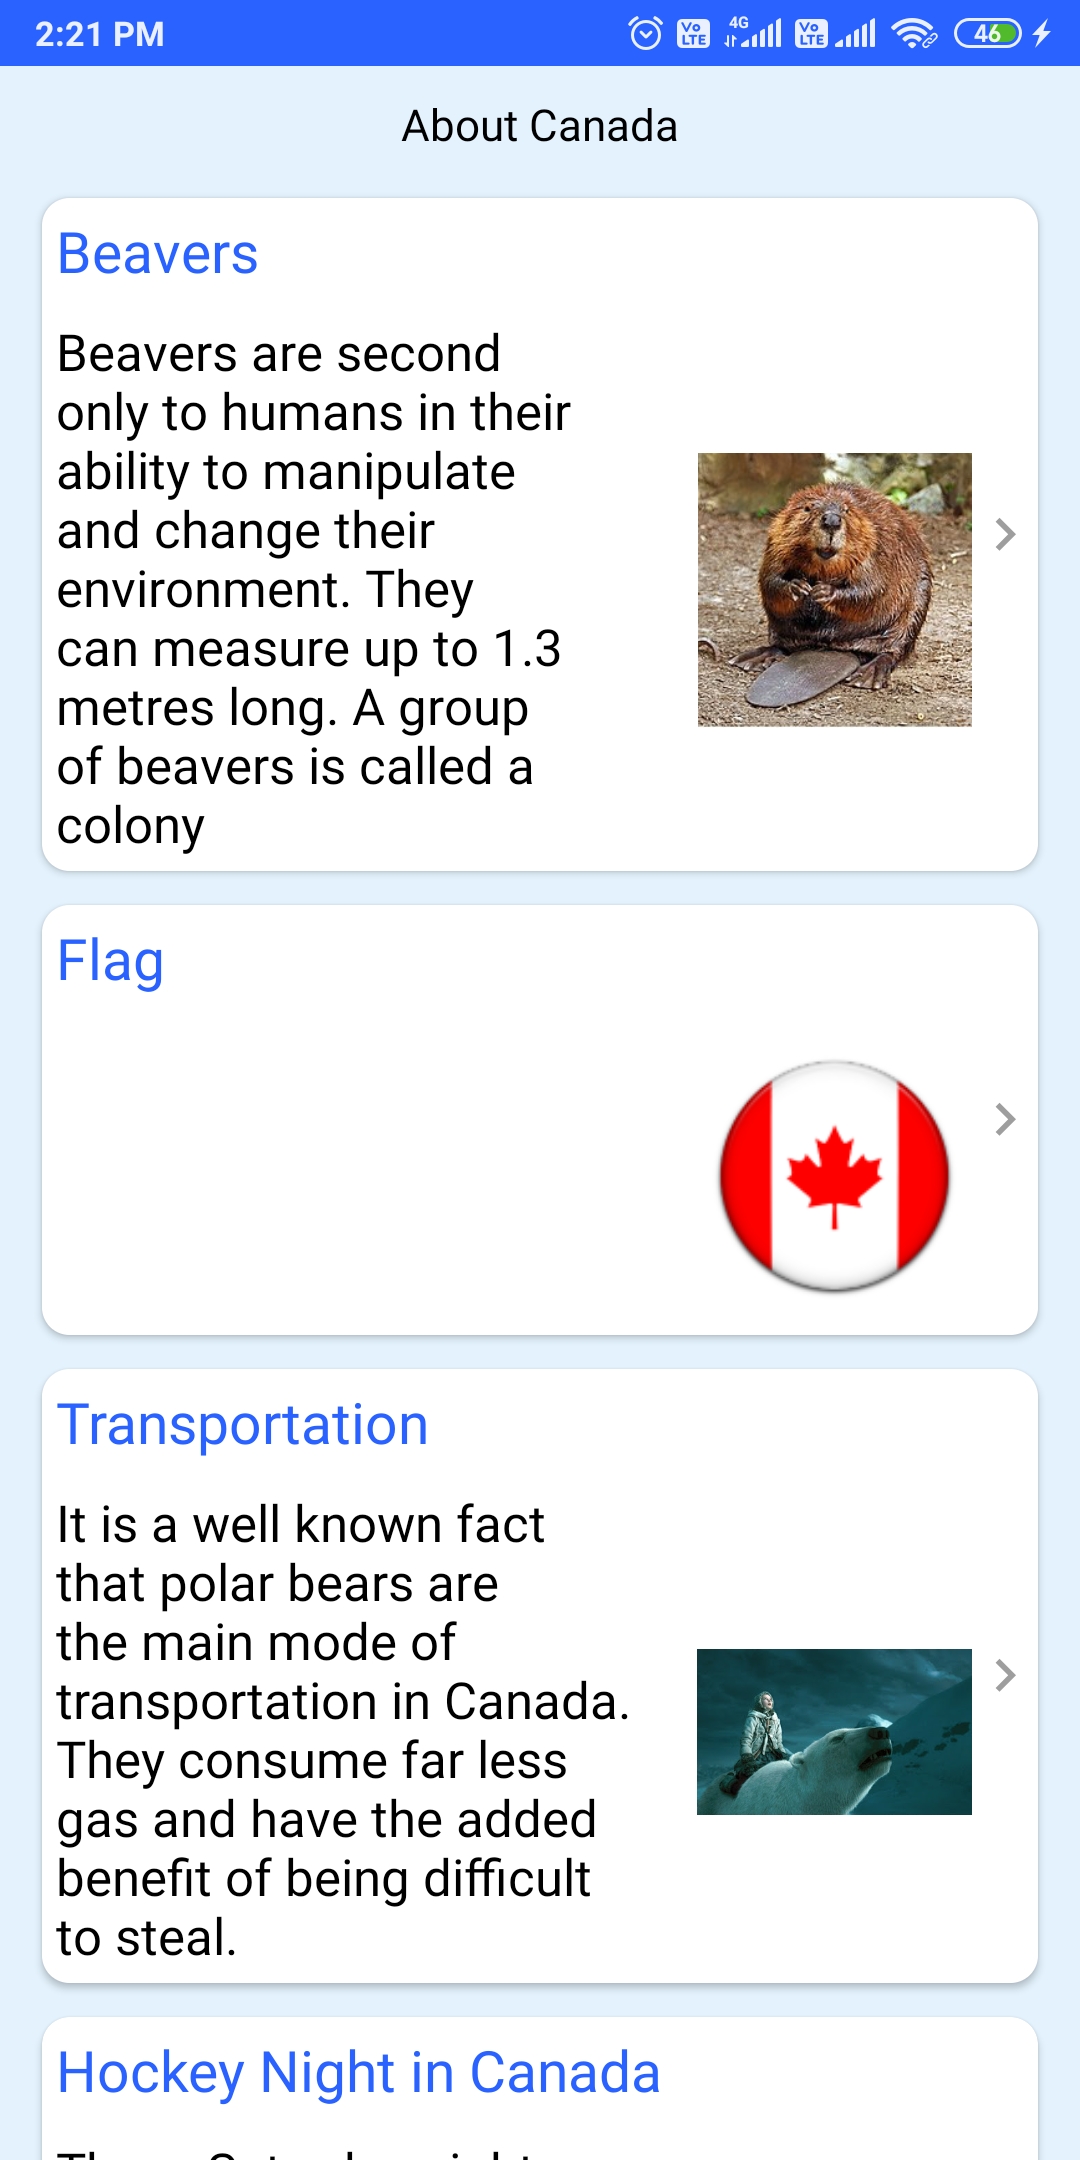 2:21 PM
Vo LTE
4G
Vo LTE
46
About Canada
Beavers
Beavers are second
only to humans in their
ability to manipulate
and change their
environment. They
can measure up to 1.3
metres long. A group
of beavers is called a
colony
Flag
Transportation
It is a well known fact
that polar bears are
the main mode of
transportation in Canada.
They consume far less
gas and have the added
benefit of being difficult
to steal.
Hockey Night in Canada